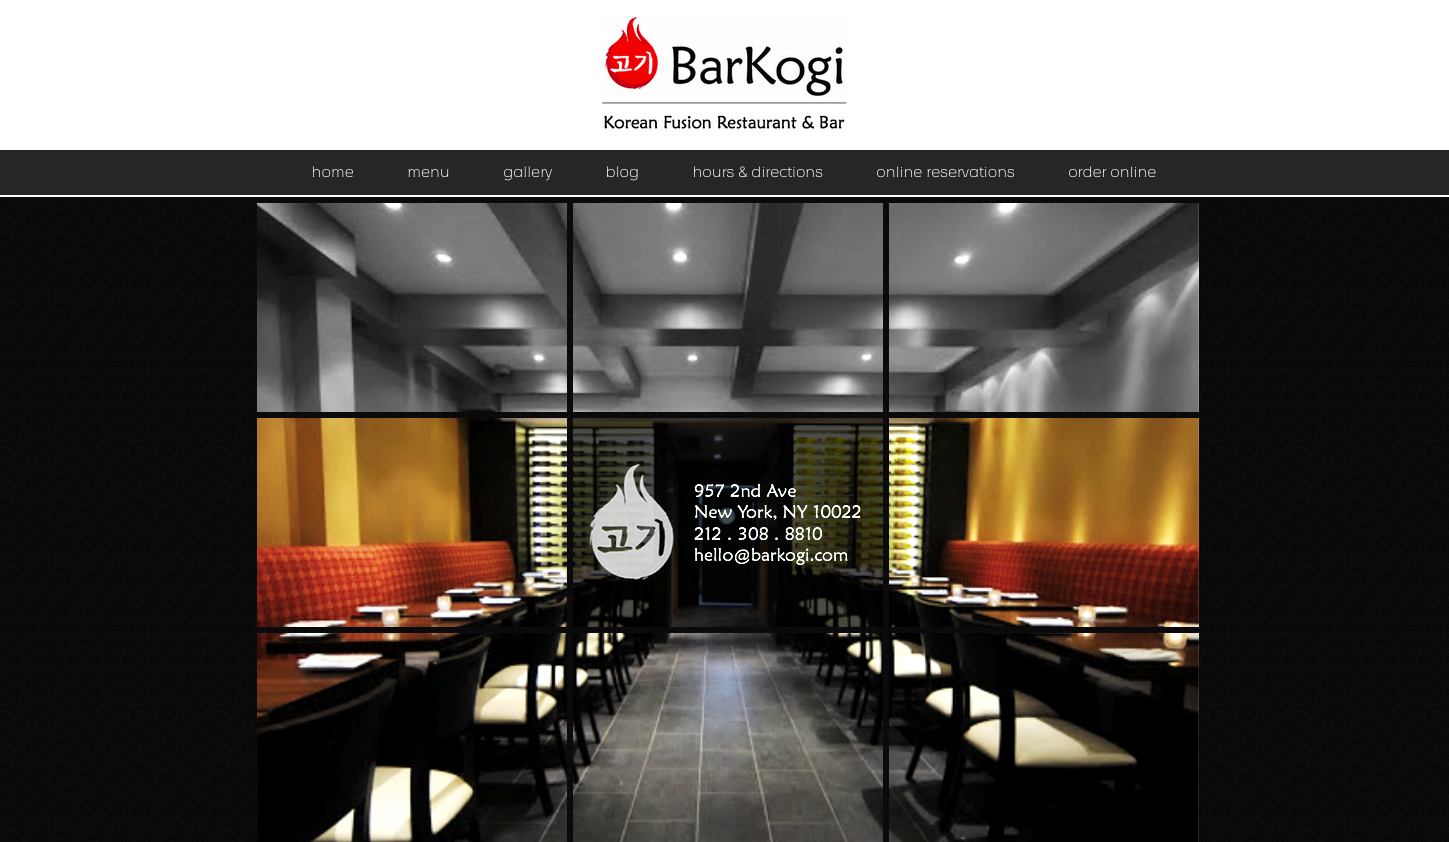 고기 BarKogi
Korean Fusion Restaurant & Bar
home menu gallery blog hours & directions online reservations order online
고기
957 2nd Ave
New York, NY 10022
212 . 308 . 8810
hello@barkogi.com